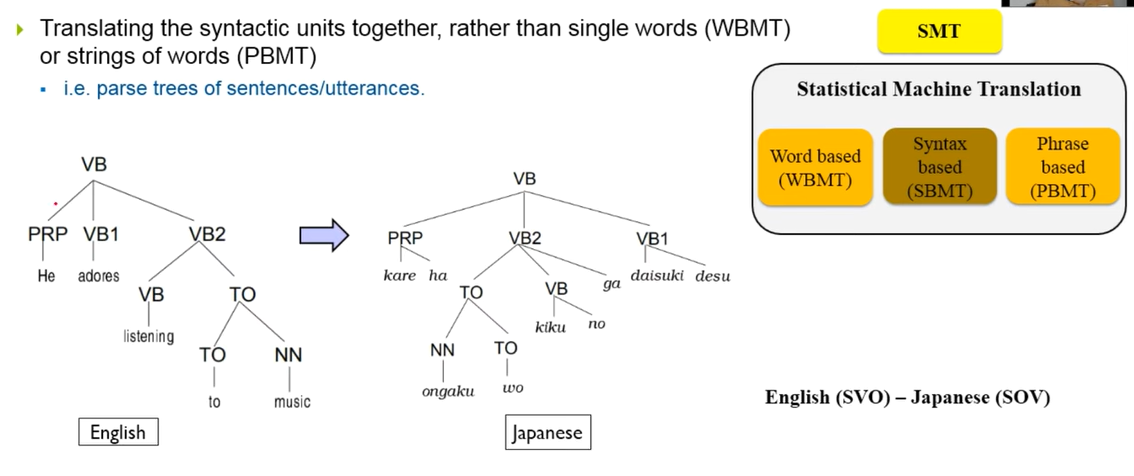 Translating the syntactic units together, rather than single words (WBMT)
or strings of words (PBMT)
i.e. parse trees of sentences/utterances.
SMT
Statistical Machine Translation
Word based
(WBMT)
Syntax
based
(SBMT)
Phrase
based
(PBMT)
VB
PRP VB1 VB2
He adores
VB TO
listening
TO NN
to music
English
VB
PRP VB2 VB1
kare ha daisuki desu
TO VB ga
kiku no
NN TO
ongaku wo
Japanese
English (SVO) – Japanese (SOV)